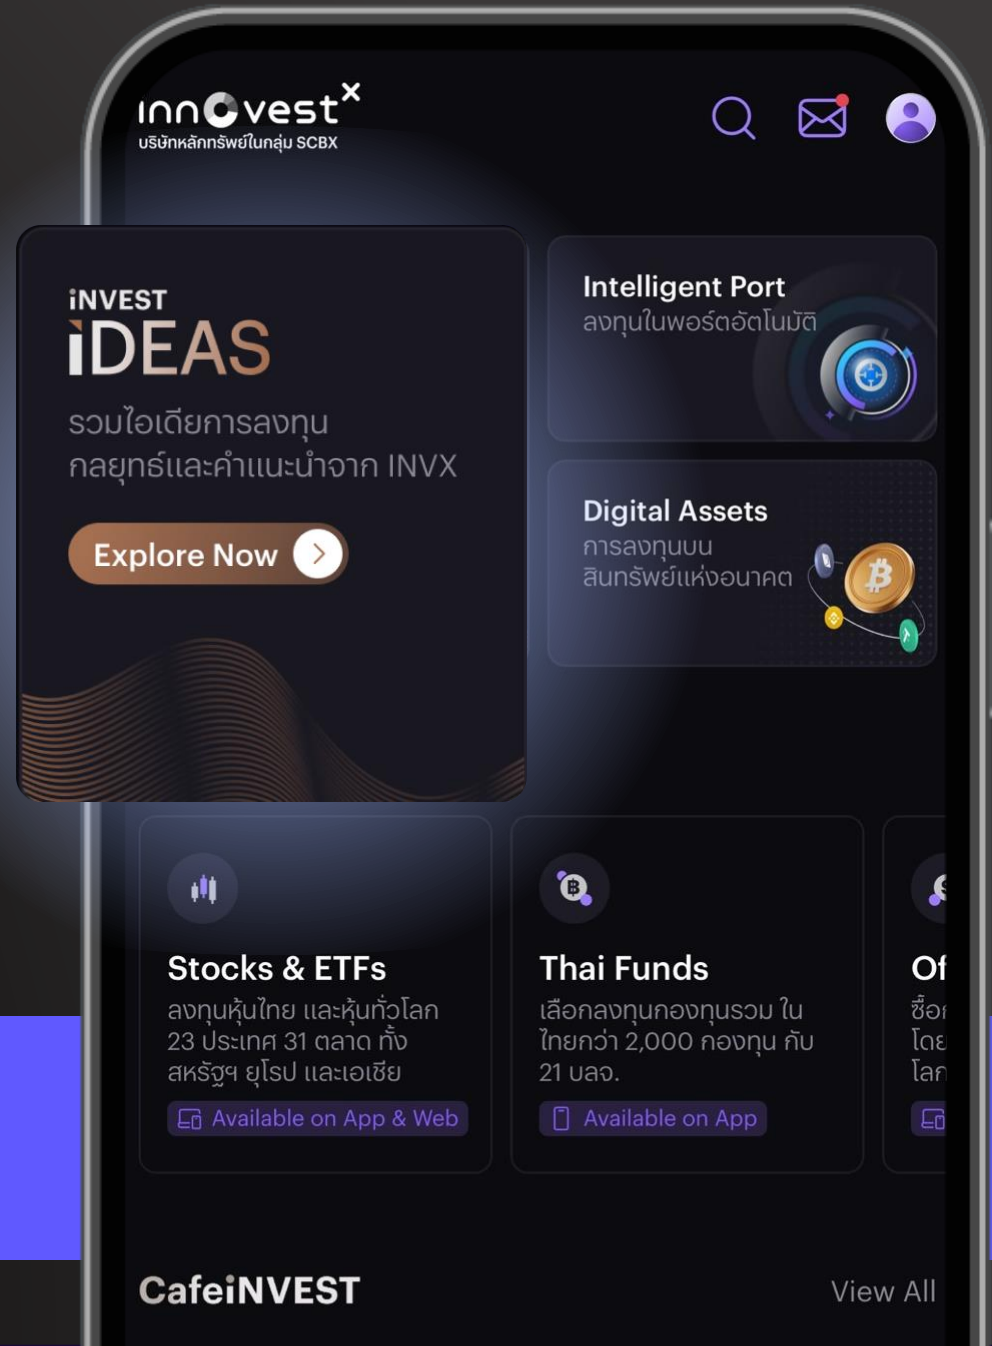 innovestx
บริษัทหลักทรัพย์ในกลุ่ม SCBX
iNVEST
iDEAS
รวมไอเดียการลงทุน
กลยุทธ์และคำแนะนำจาก INVX
Explore Now
Intelligent Port
ลงทุนในพอร์ตอัตโนมัติ
Digital Assets
การลงทุนบน
สินทรัพย์แห่งอนาคต
Stocks & ETFs
ลงทุนหุ้นไทย และหุ้นทั่วโลก
23 ประเทศ 31 ตลาด ทั้ง
สหรัฐฯ ยุโรป และเอเชีย
Available on App & Web
Thai Funds
เลือกลงทุนกองทุนรวม ใน
ไทยกว่า 2,000 กองทุน กับ
21 บลจ.
Available on App
Of
โดย
โลก
CafeiNVEST
View All